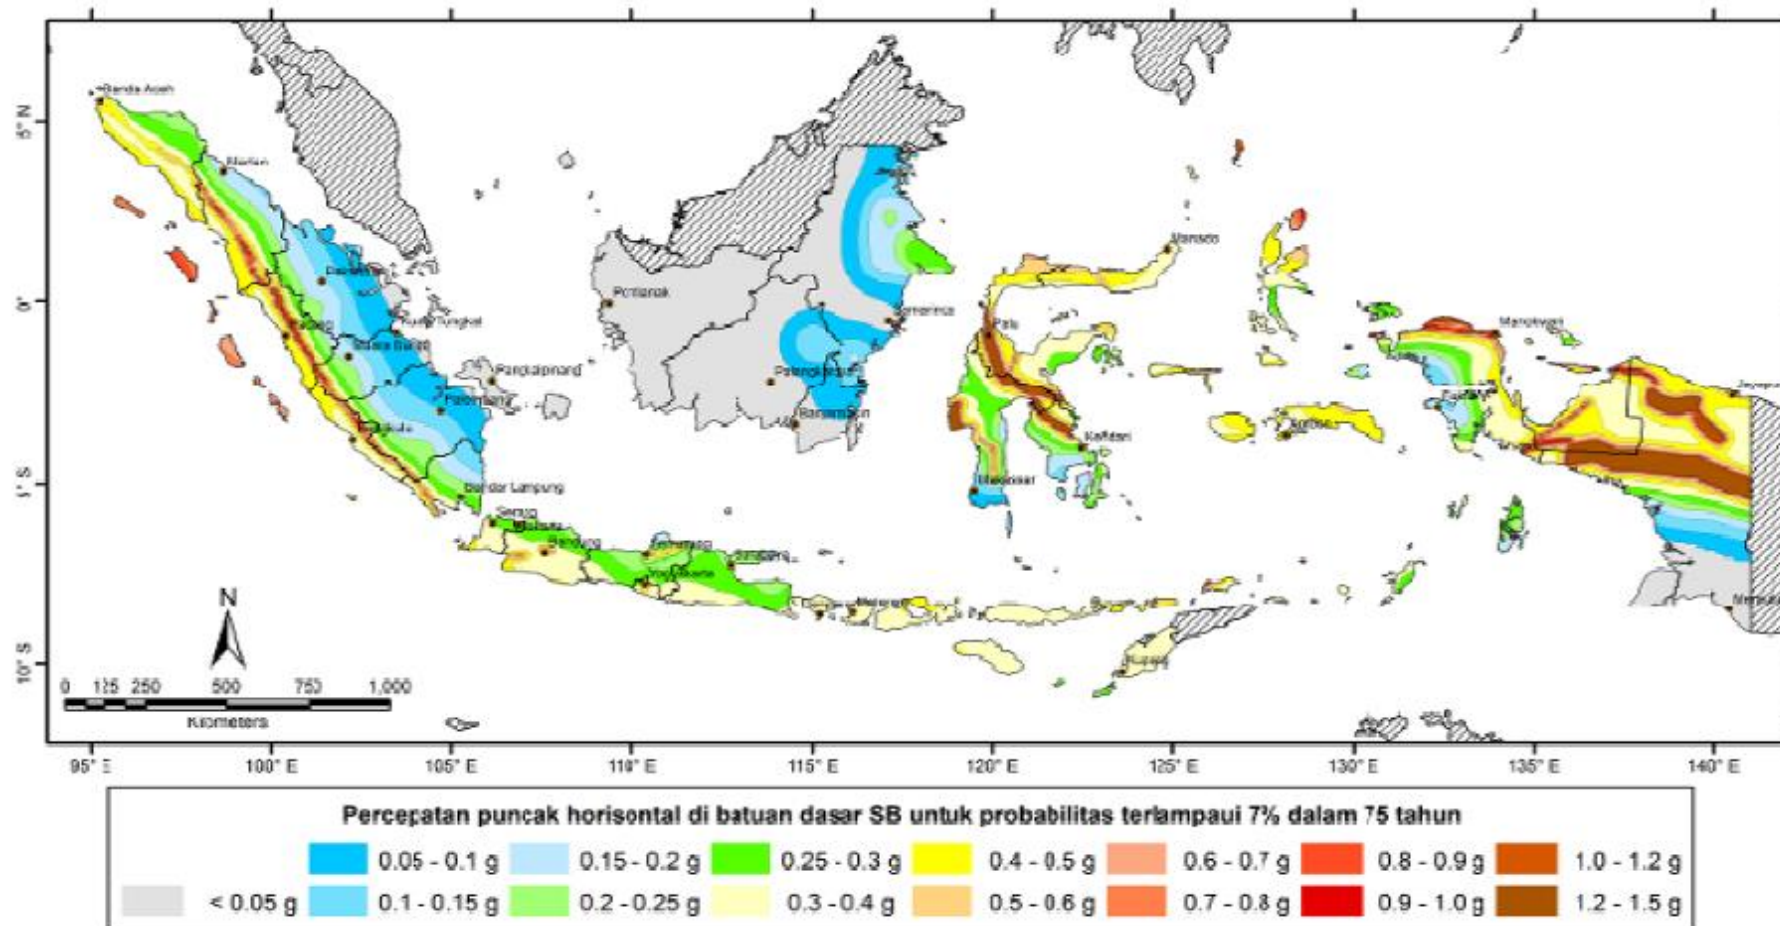 Banda Aceh
5° N
Medan
Manado
0°
Pontianak
Samarinda
Palu
Manokwari
Kuala Tungkal
Padang
Muara Bungo
Pangkalpinang
Palangkaraya
Palembang
Banjarmasin
Ambon
Jayapura
Bengkulu
Kendari
Makassar
Bandar Lampung
Serang
Bandung
Semarang
Surabaya
Yogyakarta
N
Mataram
Merauke
Kupang
10° S
0 125 250 500 750 1,000
Kilometers
95° E 100° E 105° E 110° E 115° E 120° E 125° E 130° E 135° E 140° E
Percepatan puncak horisontal di batuan dasar SB untuk probabilitas terlampaui 7% dalam 75 tahun
0.05 - 0.1 g 0.15 - 0.2 g 0.25 - 0.3 g 0.4 - 0.5 g 0.6 - 0.7 g 0.8 - 0.9 g 1.0 - 1.2 g
< 0.05 g 0.1 - 0.15 g 0.2 - 0.25 g 0.3 - 0.4 g 0.5 - 0.6 g 0.7 - 0.8 g 0.9 - 1.0 g 1.2 - 1.5 g